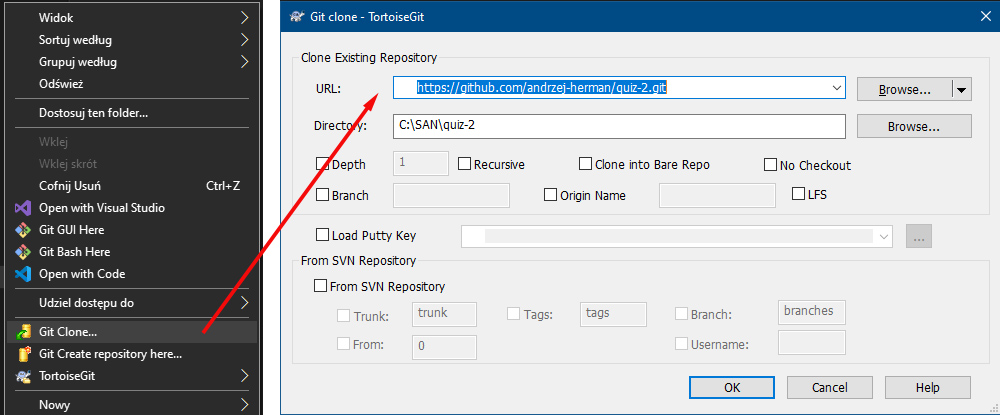 Widok
Sortuj według
Grupuj według
Odśwież
Dostosuj ten folder...
Wklej
Wklej skrót
Cofnij Usuń Ctrl+Z
Open with Visual Studio
Git GUI Here
Git Bash Here
Open with Code
Udziel dostępu do
Git Clone...
Git Create repository here...
TortoiseGit
Nowy
Git clone - TortoiseGit
Clone Existing Repository
URL: https://github.com/andrzej-herman/quiz-2.git Browse...
Directory: C:\SAN\quiz-2 Browse...
Depth 1 Recursive Clone into Bare Repo No Checkout
Branch Origin Name LFS
Load Putty Key ...
From SVN Repository
From SVN Repository
Trunk: trunk Tags: tags Branch: branches
From: 0 Username:
OK Cancel Help